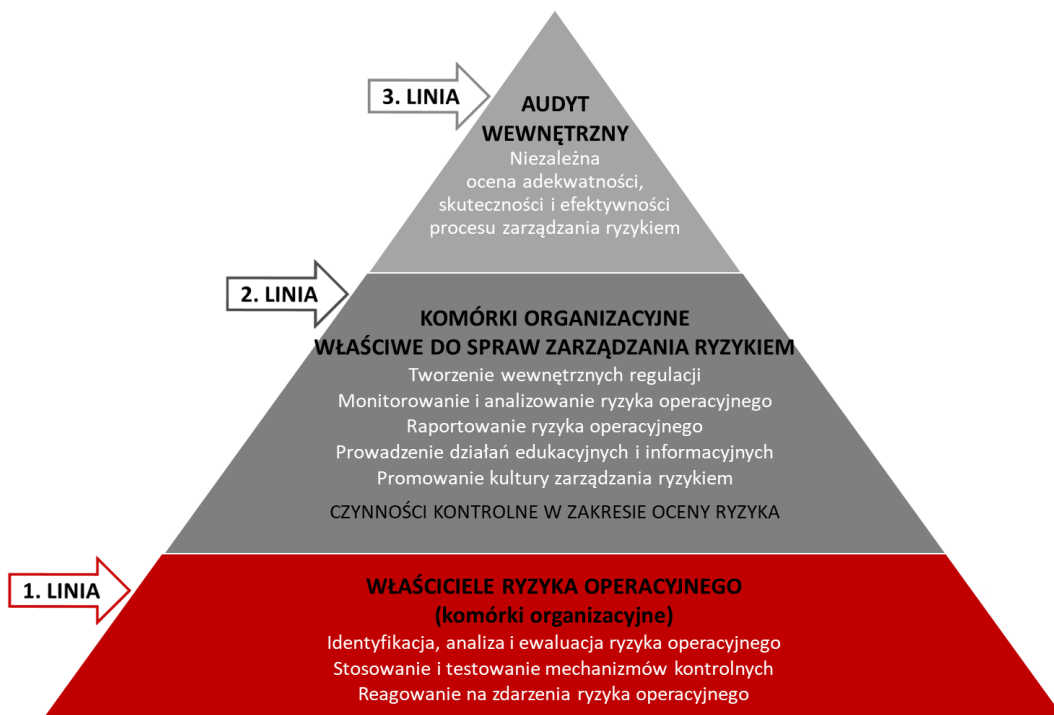 3. LINIA
AUDYT
WEWNĘTRZNY
Niezależna
ocena adekwatności,
skuteczności i efektywności
procesu zarządzania ryzykiem
2. LINIA
KOMÓRKI ORGANIZACYJNE
WŁAŚCIWE DO SPRAW ZARZĄDZANIA RYZYKIEM
Tworzenie wewnętrznych regulacji
Monitorowanie i analizowanie ryzyka operacyjnego
Raportowanie ryzyka operacyjnego
Prowadzenie działań edukacyjnych i informacyjnych
Promowanie kultury zarządzania ryzykiem
CZYNNOŚCI KONTROLNE W ZAKRESIE OCENY RYZYKA
1. LINIA
WŁAŚCICIELE RYZYKA OPERACYJNEGO
(komórki organizacyjne)
Identyfikacja, analiza i ewaluacja ryzyka operacyjnego
Stosowanie i testowanie mechanizmów kontrolnych
Reagowanie na zdarzenia ryzyka operacyjnego